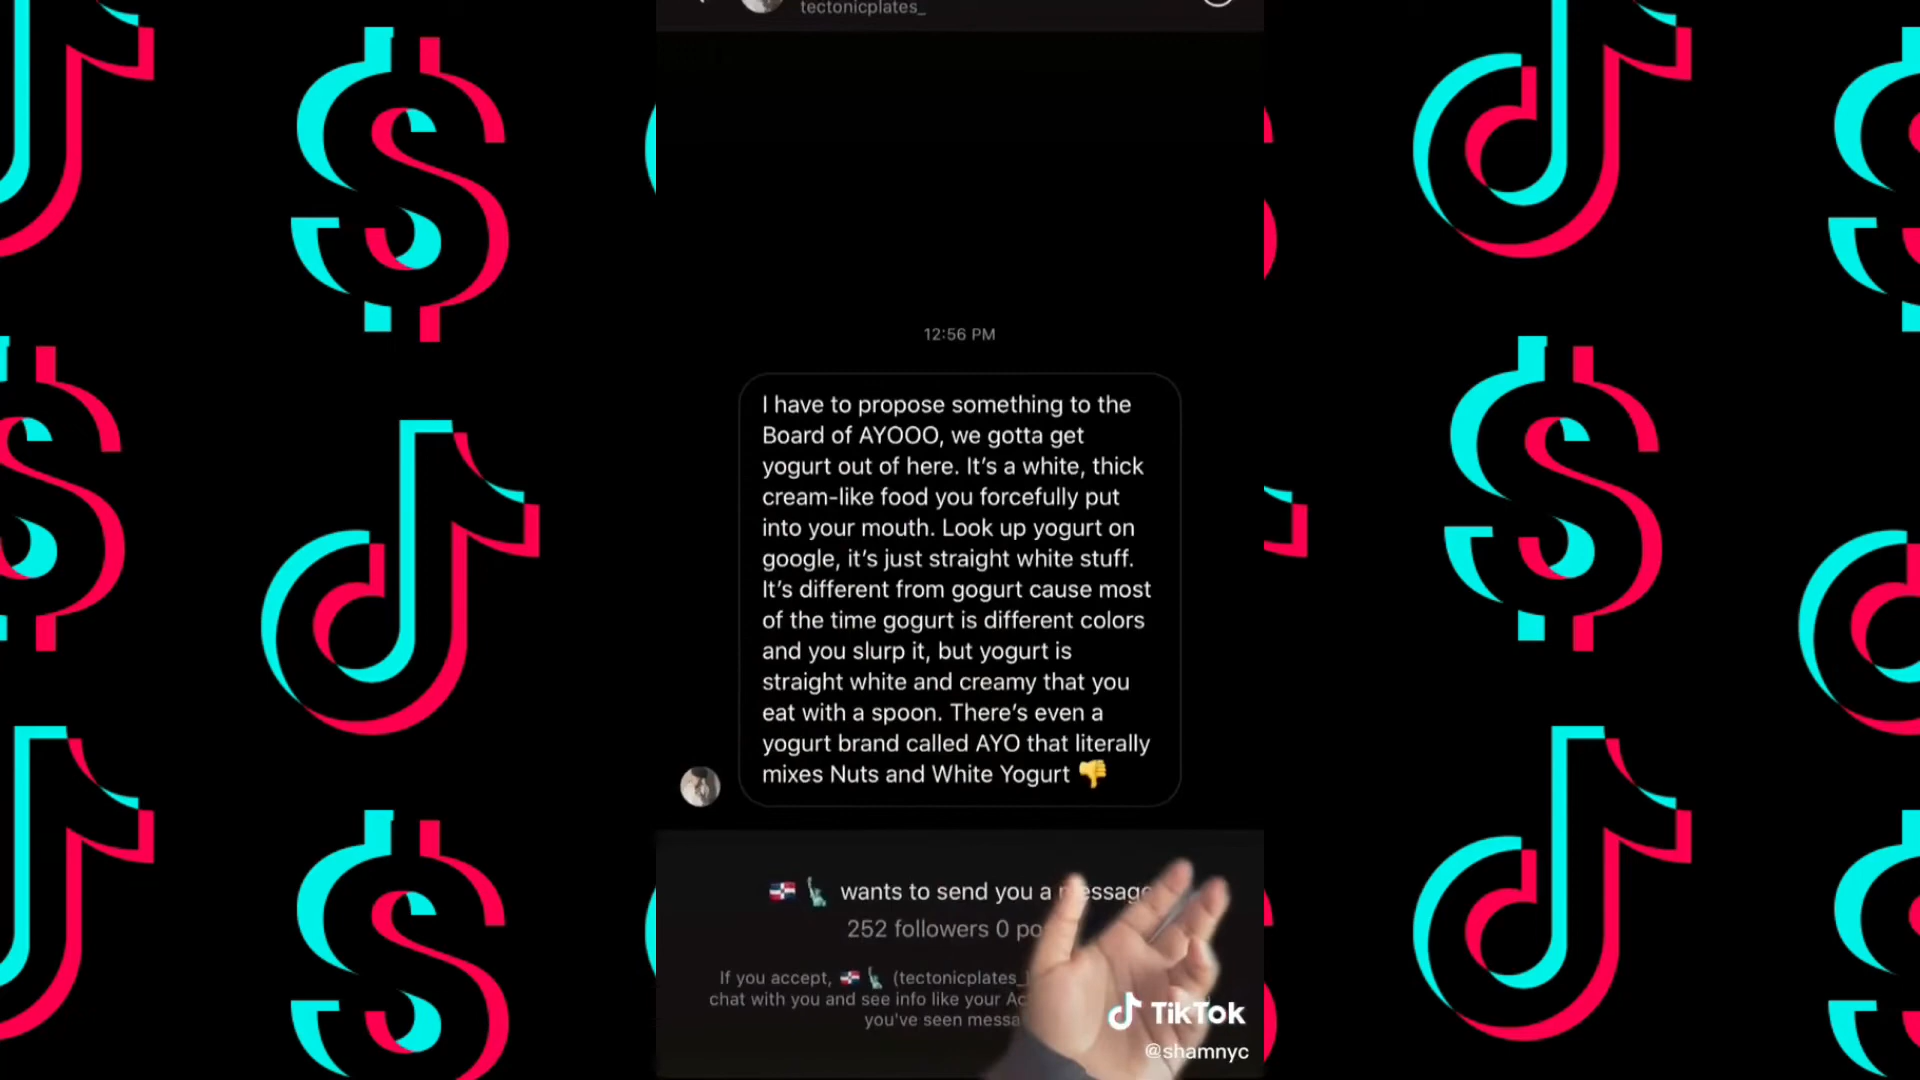 tectonicplates_
12:56 PM
I have to propose something to the
Board of AYOOO, we gotta get
yogurt out of here. It’s a white, thick
cream-like food you forcefully put
into your mouth. Look up yogurt on
google, it’s just straight white stuff.
It’s different from gogurt cause most
of the time gogurt is different colors
and you slurp it, but yogurt is
straight white and creamy that you
eat with a spoon. There’s even a
yogurt brand called AYO that literally
mixes Nuts and White Yogurt 👎
🇩🇴 🗽 wants to send you a message
252 followers 0 po
If you accept, 🇩🇴 🗽 (tectonicplates_
chat with you and see info like your Ac
you've seen messa
TikTok
@shamnyc